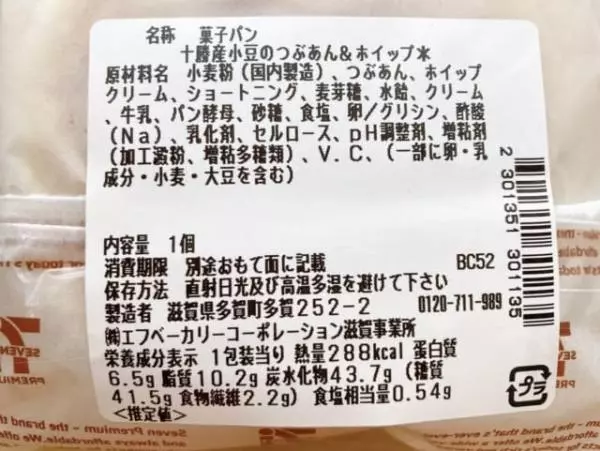 名称 菓子パン
十勝産小豆のつぶあん&ホイップ*
原材料名 小麦粉(国内製造)、つぶあん、ホイップ
クリーム、ショートニング、麦芽糖、水飴、クリーム
、牛乳、パン酵母、砂糖、食塩、卵/グリシン、酢酸
(Na)、乳化剤、セルロース、pH調整剤、増粘剤
(加工澱粉、増粘多糖類)、V.C、(一部に卵・乳
成分・小麦・大豆を含む)
2 301351 301135
内容量 1個
消費期限 別途おもて面に記載 BC52
保存方法 直射日光及び高温多湿を避けて下さい
製造者 滋賀県多賀町多賀252-2 0120-711-989
㈱エフベーカリーコーポレーション滋賀事業所
栄養成分表示 1包装当り 熱量288kcal 蛋白質
6.5g 脂質10.2g 炭水化物43.7g (糖質
41.5g 食物繊維2.2g) 食塩相当量0.54g
<推定値>
プラ
SEVEN
PREMIUM
Seven Premium - the brand th
and always affordable. We offe